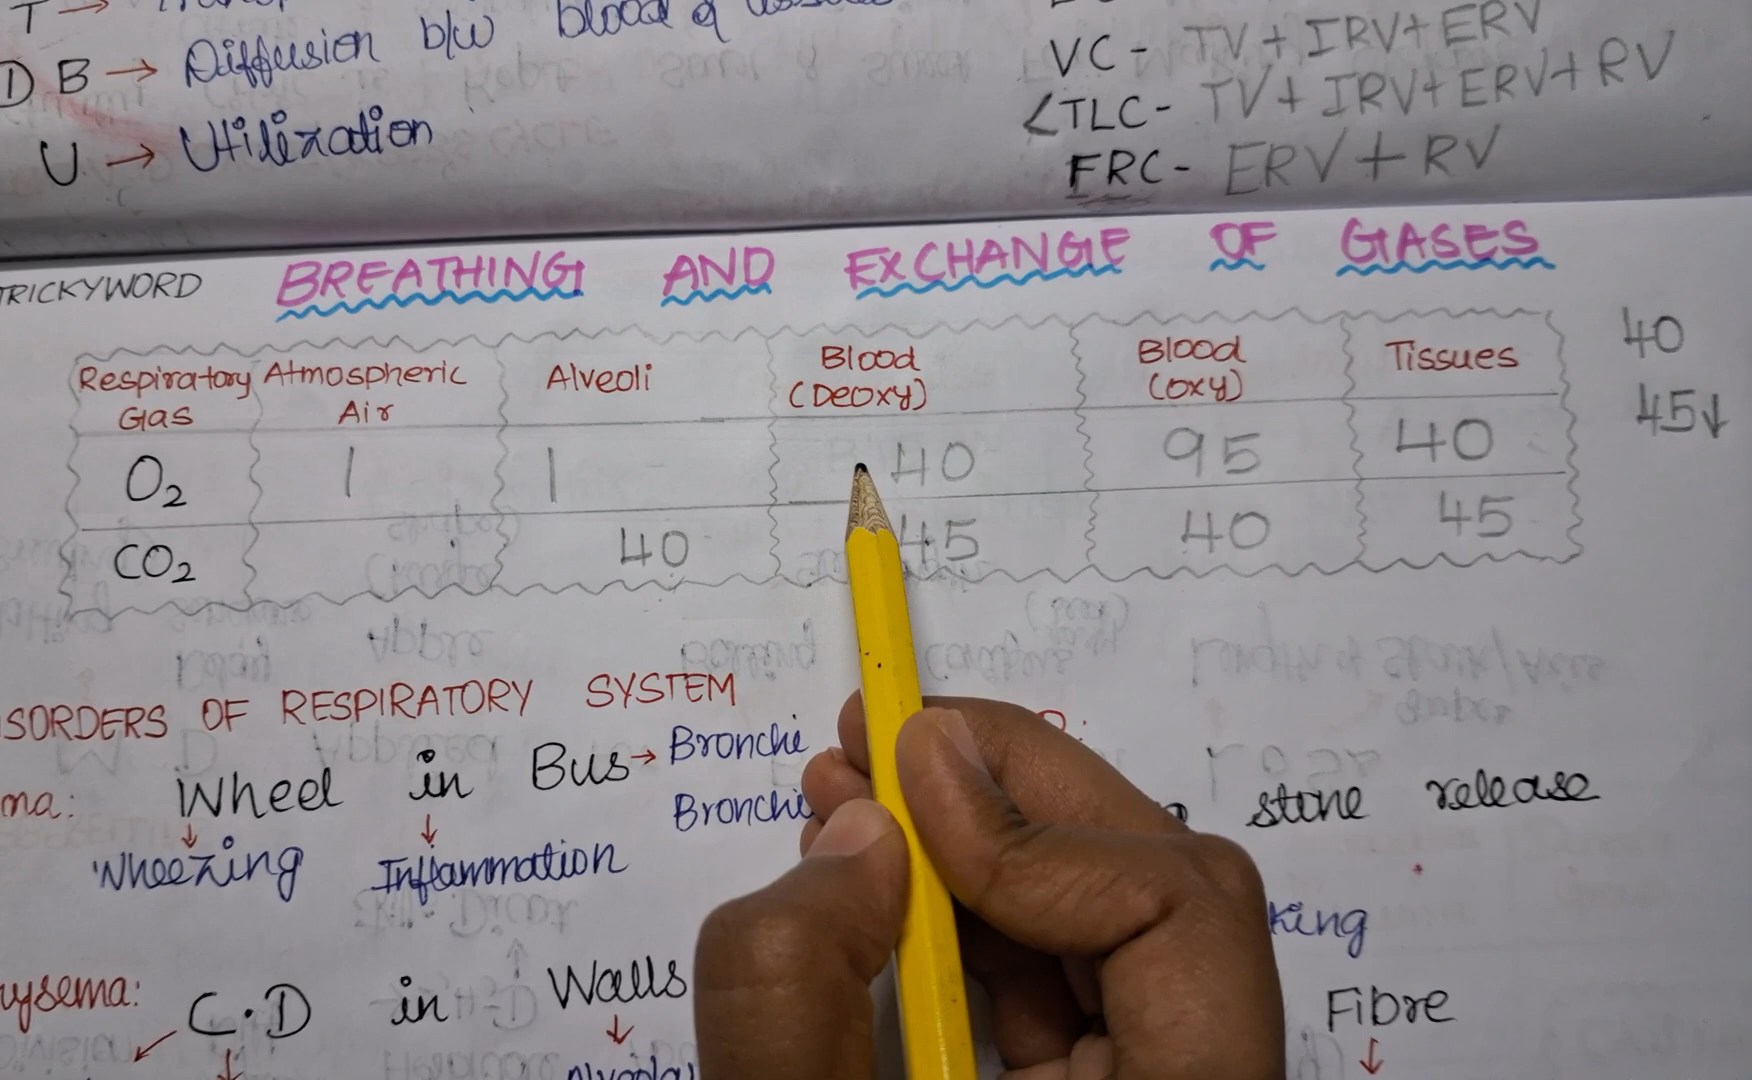 T →
D B → Diffusion b/w blood &
U → Utilization
VC - TV + IRV + ERV
TLC - TV + IRV + ERV + RV
FRC - ERV + RV
TRICKYWORD BREATHING AND EXCHANGE OF GASES
Respiratory Gas Atmospheric Air Alveoli Blood (Deoxy) Blood (oxy) Tissues
O2 1 1 40 95 40
CO2 40 45 40 45
40
45↓
SORDERS OF RESPIRATORY SYSTEM
ma: Wheel in Bus → Bronchi
Bronchi
Wheezing Inflammation
stone release
king
ysema: C.D in Walls
Fibre